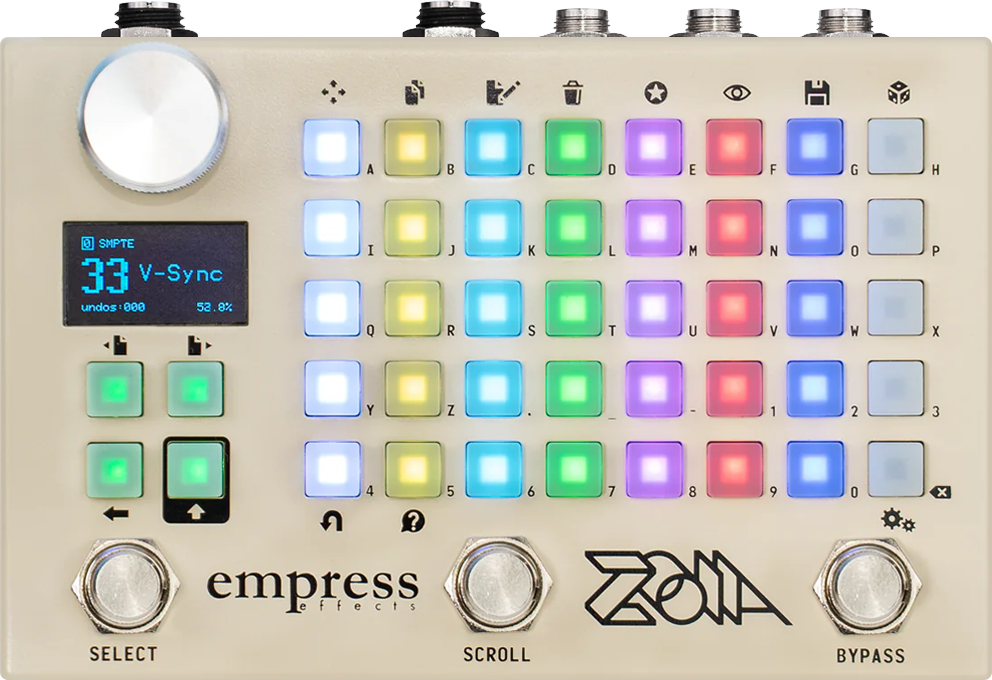 A B C D E F G H
0 SMPTE
33 V-Sync
undos:000 52.8%
I J K L M N O P
Q R S T U V W X
Y Z . _ - 1 2 3
4 5 6 7 8 9 0
empress
effects
ZOIA
SELECT SCROLL BYPASS